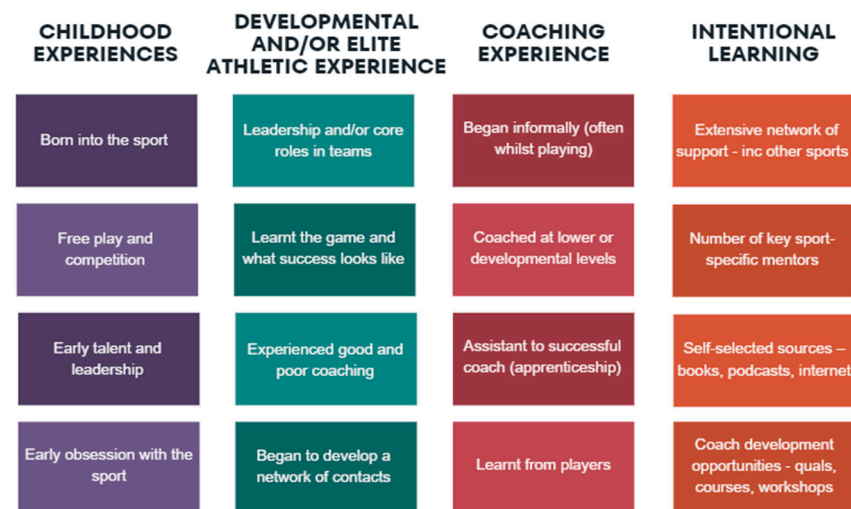 CHILDHOOD
EXPERIENCES
DEVELOPMENTAL
AND/OR ELITE
ATHLETIC EXPERIENCE
COACHING
EXPERIENCE
INTENTIONAL
LEARNING
Born into the sport
Leadership and/or core
roles in teams
Began informally (often
whilst playing)
Extensive network of
support - inc other sports
Free play and
competition
Learnt the game and
what success looks like
Coached at lower or
developmental levels
Number of key sport-
specific mentors
Early talent and
leadership
Experienced good and
poor coaching
Assistant to successful
coach (apprenticeship)
Self-selected sources –
books, podcasts, internet
Early obsession with the
sport
Began to develop a
network of contacts
Learnt from players
Coach development
opportunities - quals,
courses, workshops